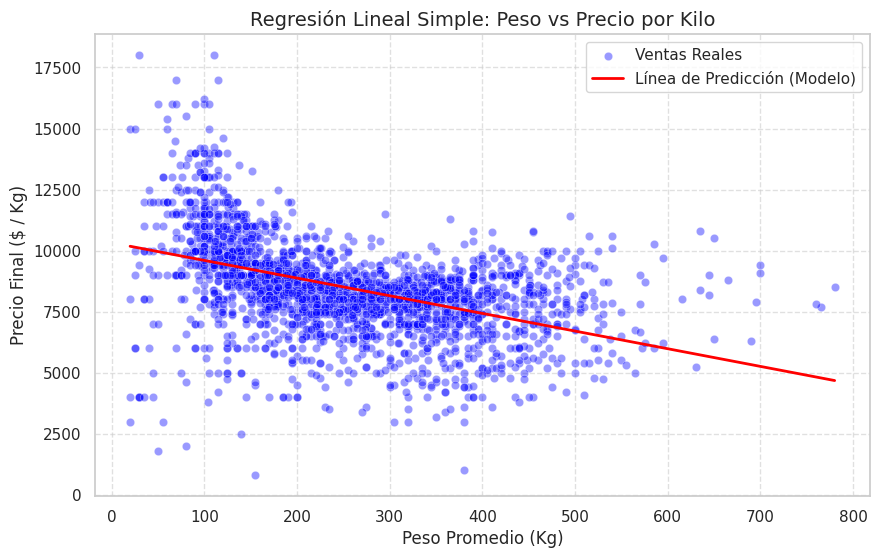 Regresión Lineal Simple: Peso vs Precio por Kilo
Ventas Reales
Línea de Predicción (Modelo)
17500
15000
12500
10000
7500
5000
2500
0
Precio Final ($ / Kg)
0 100 200 300 400 500 600 700 800
Peso Promedio (Kg)